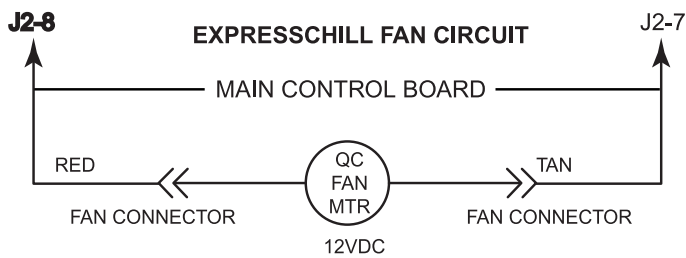 J2-8
EXPRESSCHILL FAN CIRCUIT
J2-7
MAIN CONTROL BOARD
RED
QC
FAN
MTR
TAN
FAN CONNECTOR
FAN CONNECTOR
12VDC